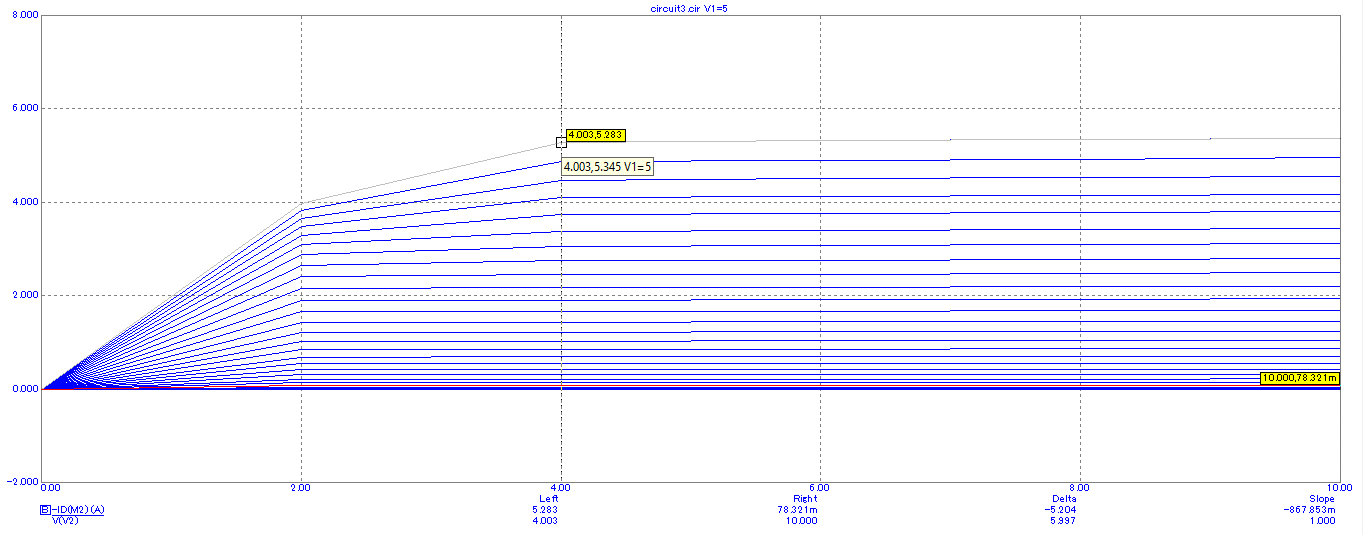 circuit3.cir V1=5
8.000
6.000
4.003,5.283
4.003,5.345 V1=5
4.000
2.000
0.000
10.000,78.321m
-2.000
0.00 2.00 4.00 6.00 8.00 10.00
Left Right Delta Slope
B -ID(M2) (A) 5.283 78.321m -5.204 -867.853m
V(V2) 4.003 10.000 5.997 1.000